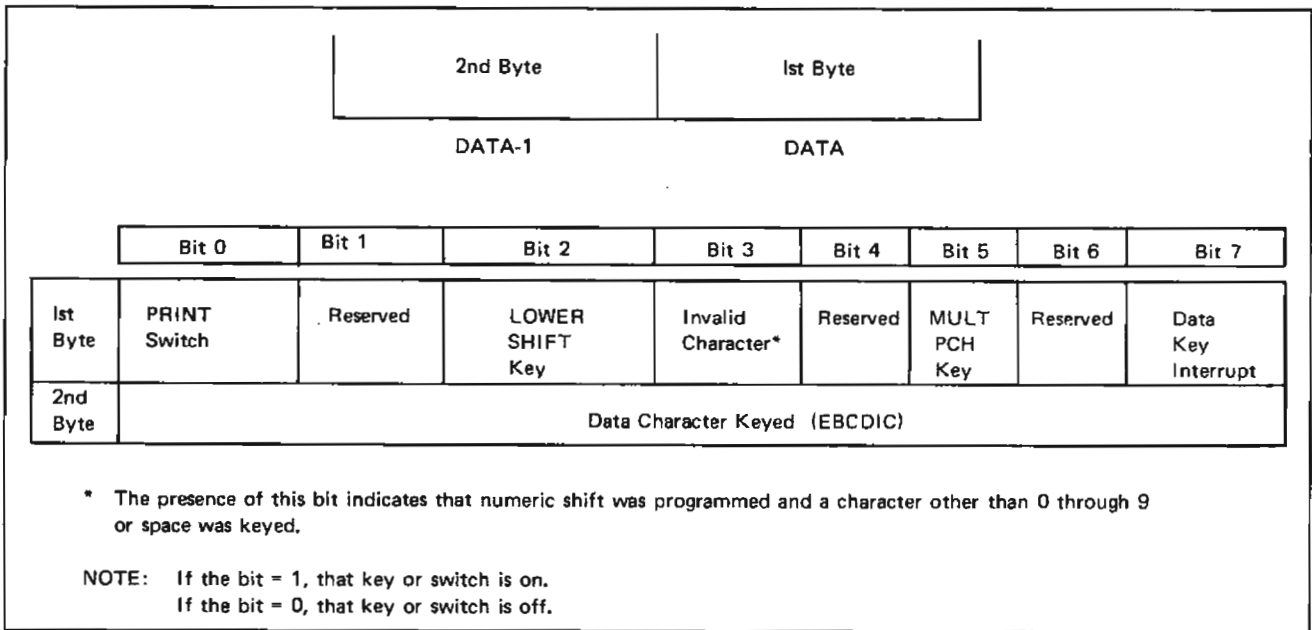 2nd Byte Ist Byte
DATA-1 DATA
Bit 0 Bit 1 Bit 2 Bit 3 Bit 4 Bit 5 Bit 6 Bit 7
Ist Byte PRINT Switch Reserved LOWER SHIFT Key Invalid Character* Reserved MULT PCH Key Reserved Data Key Interrupt
2nd Byte Data Character Keyed (EBCDIC)
* The presence of this bit indicates that numeric shift was programmed and a character other than 0 through 9
or space was keyed.
NOTE: If the bit = 1, that key or switch is on.
If the bit = 0, that key or switch is off.